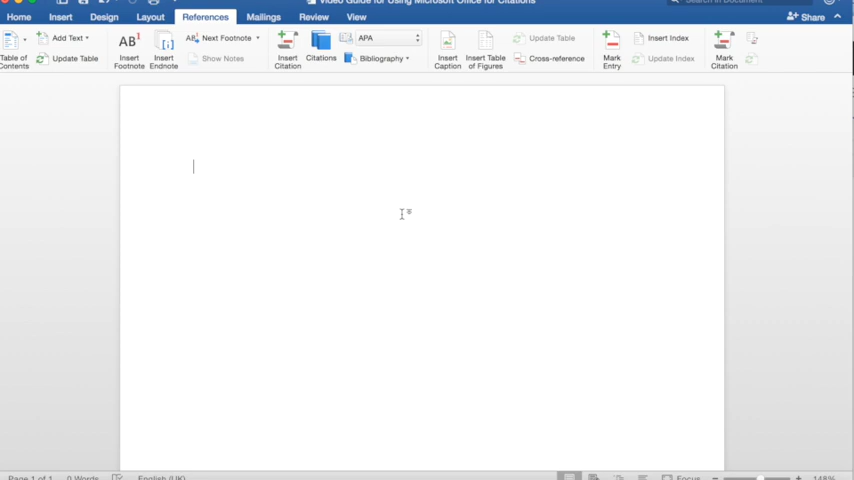 Video Guide for Using Microsoft Office for Citations
Search in Document
Home Insert Design Layout References Mailings Review View
Share
Table of Contents
Add Text
Update Table
AB1 Insert Footnote
Insert Endnote
AB1 Next Footnote
Show Notes
Insert Citation
Citations
APA
Bibliography
Insert Caption
Insert Table of Figures
Update Table
Cross-reference
Mark Entry
Insert Index
Update Index
Mark Citation
Page 1 of 1 0 Words English (UK)
Focus
148%